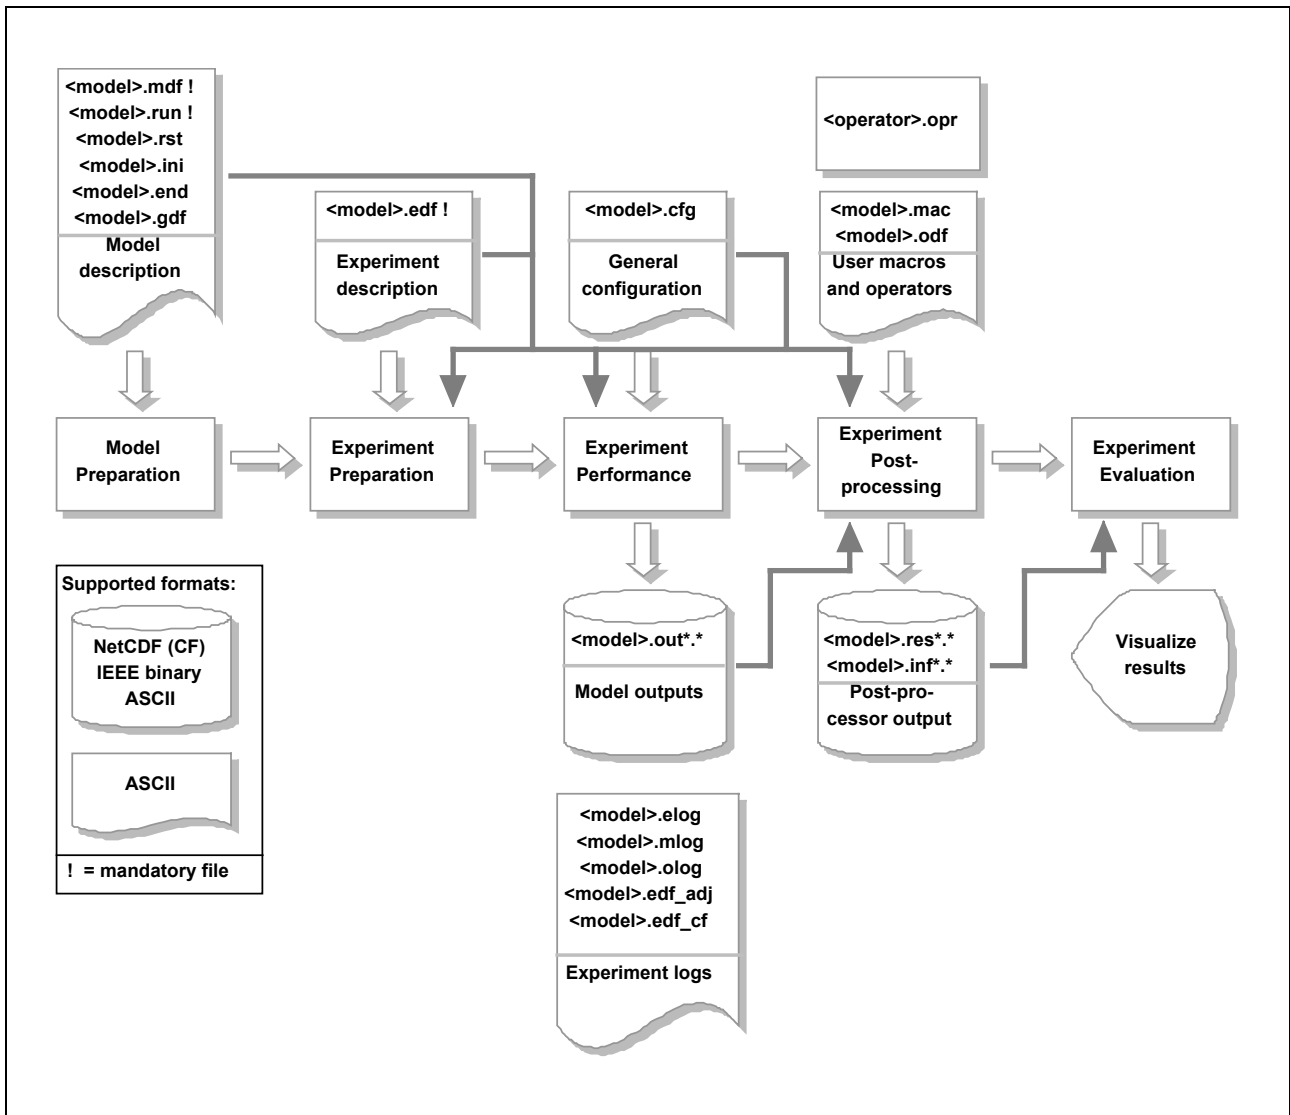 <model>.mdf !
<model>.run !
<model>.rst
<model>.ini
<model>.end
<model>.gdf
Model
description
<model>.edf !
Experiment
description
<model>.cfg
General
configuration
<operator>.opr
<model>.mac
<model>.odf
User macros
and operators
Model
Preparation
Experiment
Preparation
Experiment
Performance
Experiment
Post-
processing
Experiment
Evaluation
Supported formats:
NetCDF (CF)
IEEE binary
ASCII
ASCII
! = mandatory file
<model>.out*.*
Model outputs
<model>.res*.*
<model>.inf*.*
Post-pro-
cessor output
Visualize
results
<model>.elog
<model>.mlog
<model>.olog
<model>.edf_adj
<model>.edf_cf
Experiment logs